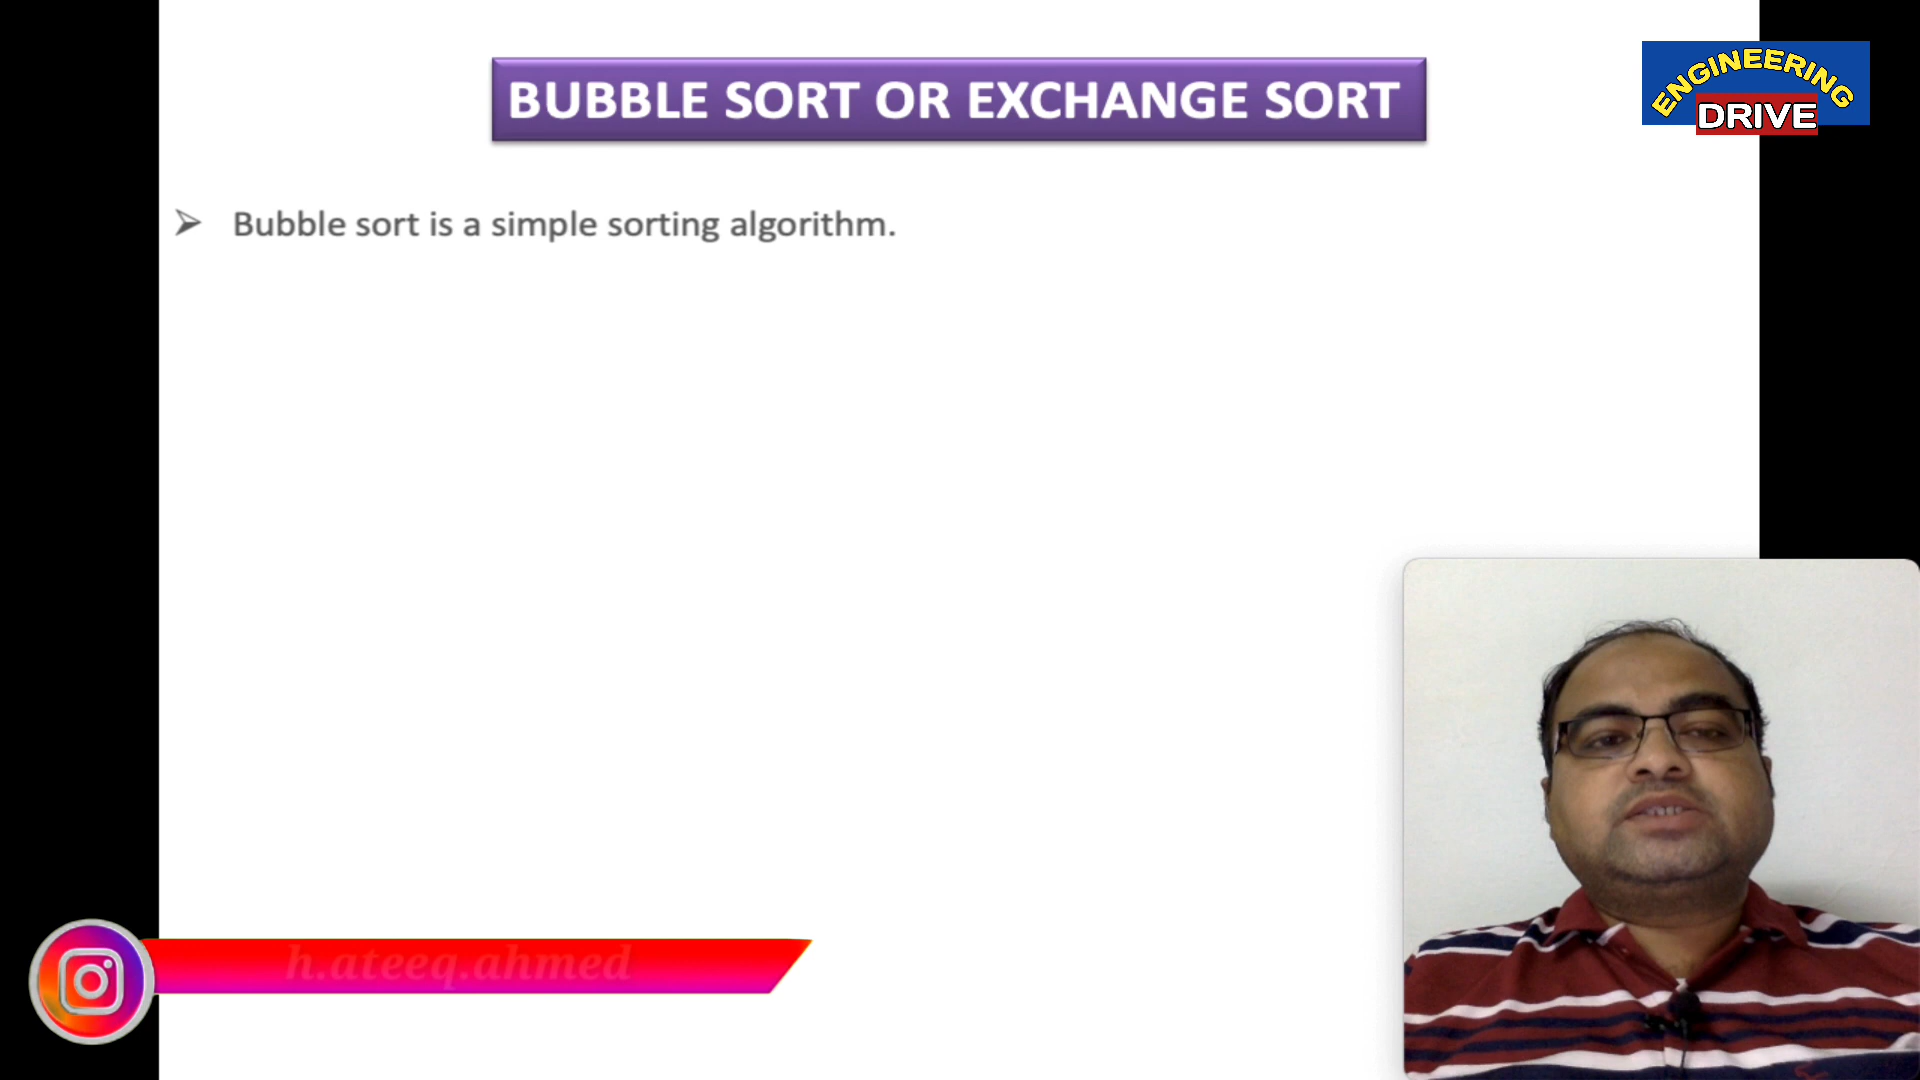 BUBBLE SORT OR EXCHANGE SORT
ENGINEERING
DRIVE
Bubble sort is a simple sorting algorithm.
h.ateeq.ahmed